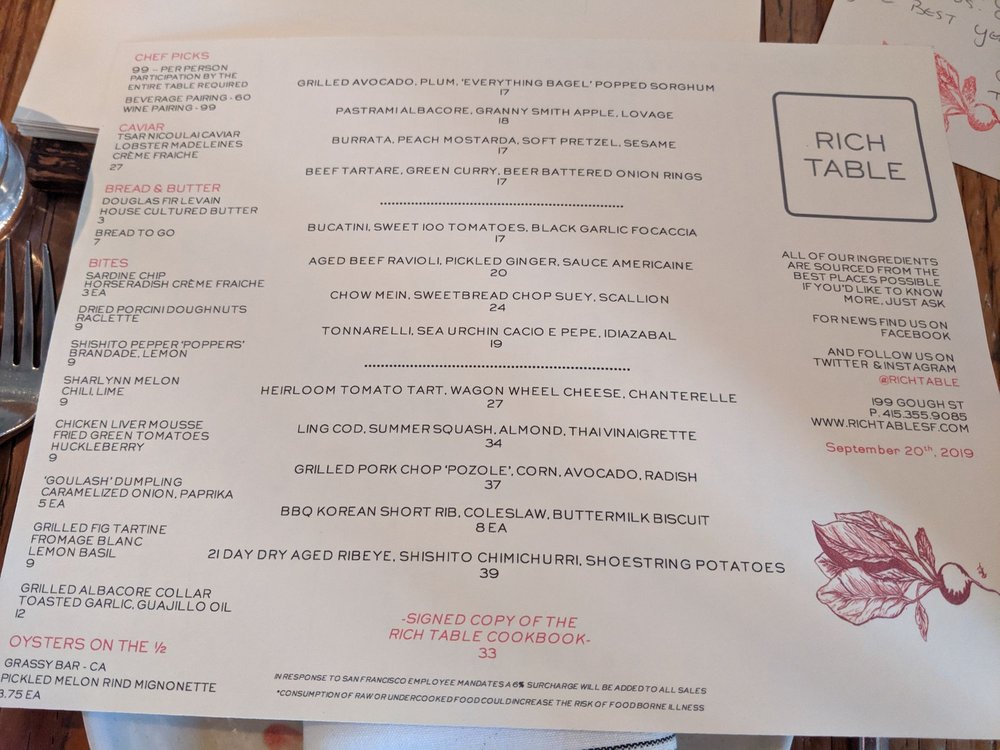 CHEF PICKS
99 - PER PERSON
PARTICIPATION BY THE
ENTIRE TABLE REQUIRED
BEVERAGE PAIRING - 60
WINE PAIRING - 99
CAVIAR
TSAR NICOULAI CAVIAR
LOBSTER MADELEINES
CRÈME FRAICHE
27
BREAD & BUTTER
DOUGLAS FIR LEVAIN
HOUSE CULTURED BUTTER
3
BREAD TO GO
7
BITES
SARDINE CHIP
HORSERADISH CRÈME FRAICHE
3 EA
DRIED PORCINI DOUGHNUTS
RACLETTE
9
SHISHITO PEPPER 'POPPERS'
BRANDADE, LEMON
9
SHARLYNN MELON
CHILI, LIME
9
CHICKEN LIVER MOUSSE
FRIED GREEN TOMATOES
HUCKLEBERRY
9
'GOULASH' DUMPLING
CARAMELIZED ONION, PAPRIKA
5 EA
GRILLED FIG TARTINE
FROMAGE BLANC
LEMON BASIL
9
GRILLED ALBACORE COLLAR
TOASTED GARLIC, GUAJILLO OIL
12
OYSTERS ON THE ½
GRASSY BAR - CA
PICKLED MELON RIND MIGNONETTE
3.75 EA
GRILLED AVOCADO, PLUM, 'EVERYTHING BAGEL' POPPED SORGHUM
17
PASTRAMI ALBACORE, GRANNY SMITH APPLE, LOVAGE
18
BURRATA, PEACH MOSTARDA, SOFT PRETZEL, SESAME
17
BEEF TARTARE, GREEN CURRY, BEER BATTERED ONION RINGS
17
BUCATINI, SWEET 100 TOMATOES, BLACK GARLIC FOCACCIA
17
AGED BEEF RAVIOLI, PICKLED GINGER, SAUCE AMERICAINE
20
CHOW MEIN, SWEETBREAD CHOP SUEY, SCALLION
24
TONNARELLI, SEA URCHIN CACIO E PEPE, IDIAZABAL
19
HEIRLOOM TOMATO TART, WAGON WHEEL CHEESE, CHANTERELLE
27
LING COD, SUMMER SQUASH, ALMOND, THAI VINAIGRETTE
34
GRILLED PORK CHOP 'POZOLE', CORN, AVOCADO, RADISH
37
BBQ KOREAN SHORT RIB, COLESLAW, BUTTERMILK BISCUIT
8 EA
21 DAY DRY AGED RIBEYE, SHISHITO CHIMICHURRI, SHOESTRING POTATOES
39
-SIGNED COPY OF THE
RICH TABLE COOKBOOK-
33
IN RESPONSE TO SAN FRANCISCO EMPLOYEE MANDATES A 6% SURCHARGE WILL BE ADDED TO ALL SALES
*CONSUMPTION OF RAW OR UNDERCOOKED FOOD COULD INCREASE THE RISK OF FOOD BORNE ILLNESS
RICH
TABLE
ALL OF OUR INGREDIENTS
ARE SOURCED FROM THE
BEST PLACES POSSIBLE
IF YOU'D LIKE TO KNOW
MORE, JUST ASK
FOR NEWS FIND US ON
FACEBOOK
AND FOLLOW US ON
TWITTER & INSTAGRAM
@RICHTABLE
199 GOUGH ST
P. 415.355.9085
WWW.RICHTABLESF.COM
September 20th, 2019
BEST